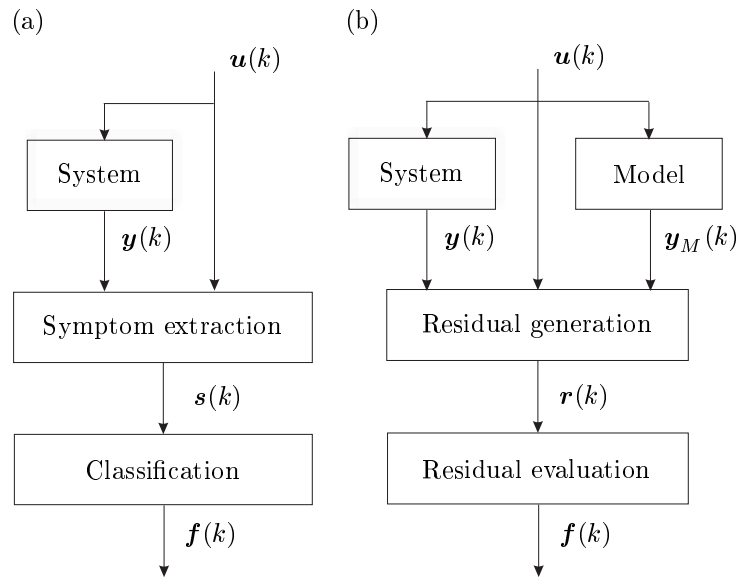 (a)
u(k)
System
y(k)
Symptom extraction
s(k)
Classification
f(k)
(b)
u(k)
System
Model
y(k)
y_M(k)
Residual generation
r(k)
Residual evaluation
f(k)